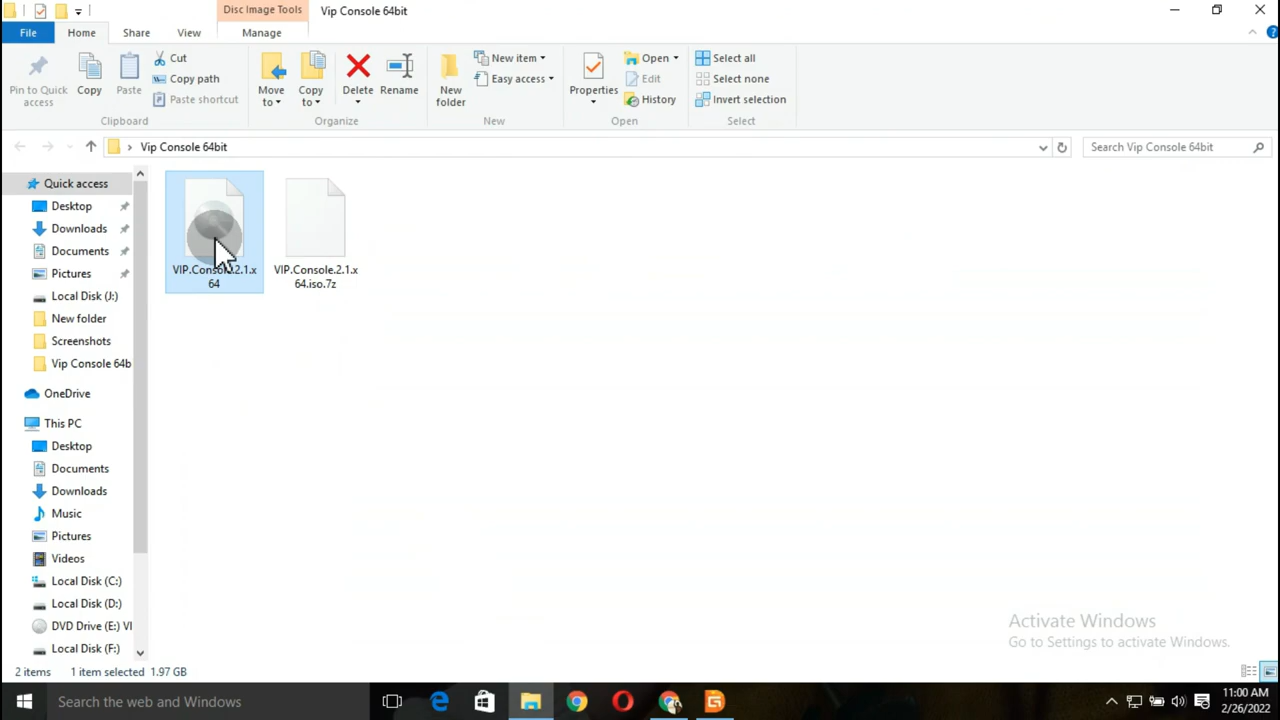 Disc Image Tools
Vip Console 64bit
File
Home
Share
View
Manage
Pin to Quick
access
Copy
Paste
Cut
Copy path
Paste shortcut
Clipboard
Move
to
Copy
to
Delete
Rename
Organize
New
folder
New item
Easy access
New
Properties
Open
Edit
History
Open
Select all
Select none
Invert selection
Select
Vip Console 64bit
Search Vip Console 64bit
Quick access
Desktop
Downloads
Documents
Pictures
Local Disk (J:)
New folder
Screenshots
Vip Console 64b
OneDrive
This PC
Desktop
Documents
Downloads
Music
Pictures
Videos
Local Disk (C:)
Local Disk (D:)
DVD Drive (E:) VI
Local Disk (F:)
VIP.Console.2.1.x
64
VIP.Console.2.1.x
64.iso.7z
Activate Windows
Go to Settings to activate Windows.
2 items
1 item selected 1.97 GB
Search the web and Windows
11:00 AM
2/26/2022